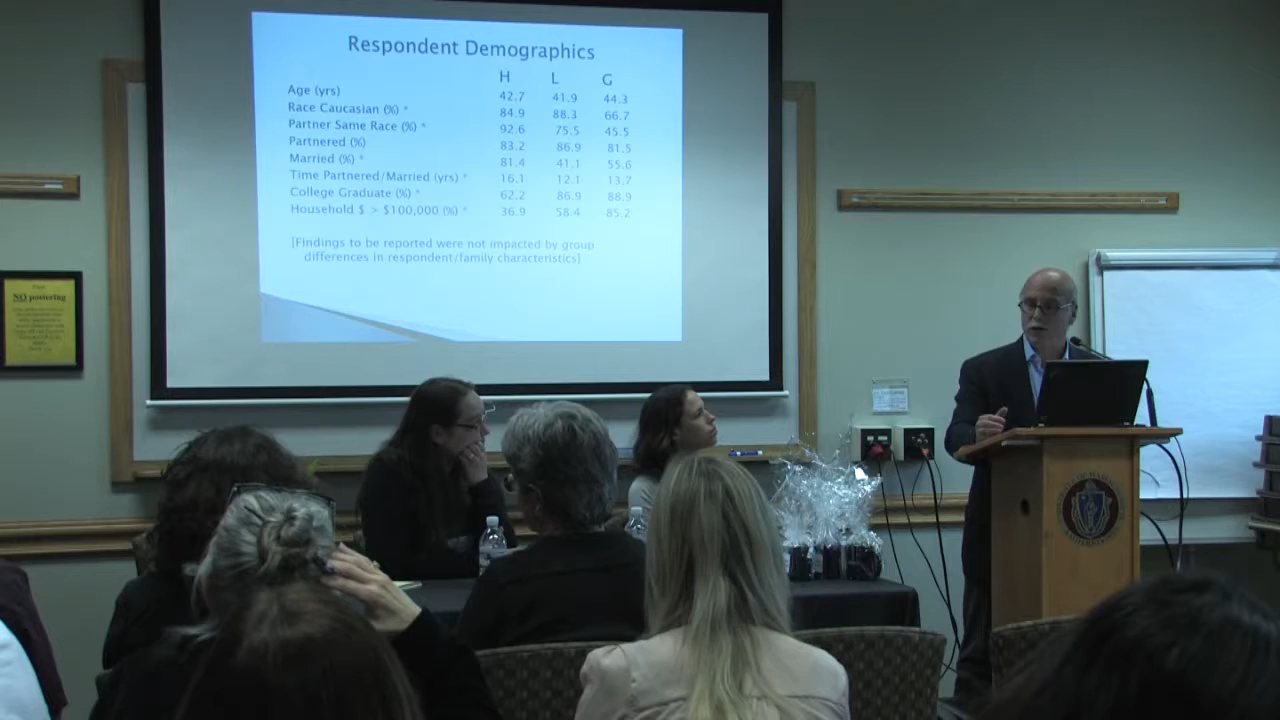 Respondent Demographics
H L G
Age (yrs) 42.7 41.9 44.3
Race Caucasian (%) * 84.9 88.3 66.7
Partner Same Race (%) * 92.6 75.5 45.5
Partnered (%) 83.2 86.9 81.5
Married (%) * 81.4 41.1 55.6
Time Partnered/Married (yrs) * 16.1 12.1 13.7
College Graduate (%) * 62.2 86.9 88.9
Household $ > $100,000 (%) * 36.9 58.4 85.2
[Findings to be reported were not impacted by group
differences in respondent/family characteristics]
NO postering